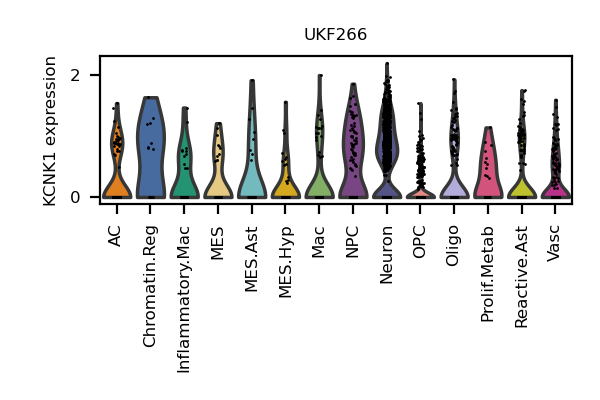 UKF266
KCNK1 expression
2
0
AC
Chromatin.Reg
Inflammatory.Mac
MES
MES.Ast
MES.Hyp
Mac
NPC
Neuron
OPC
Oligo
Prolif.Metab
Reactive.Ast
Vasc